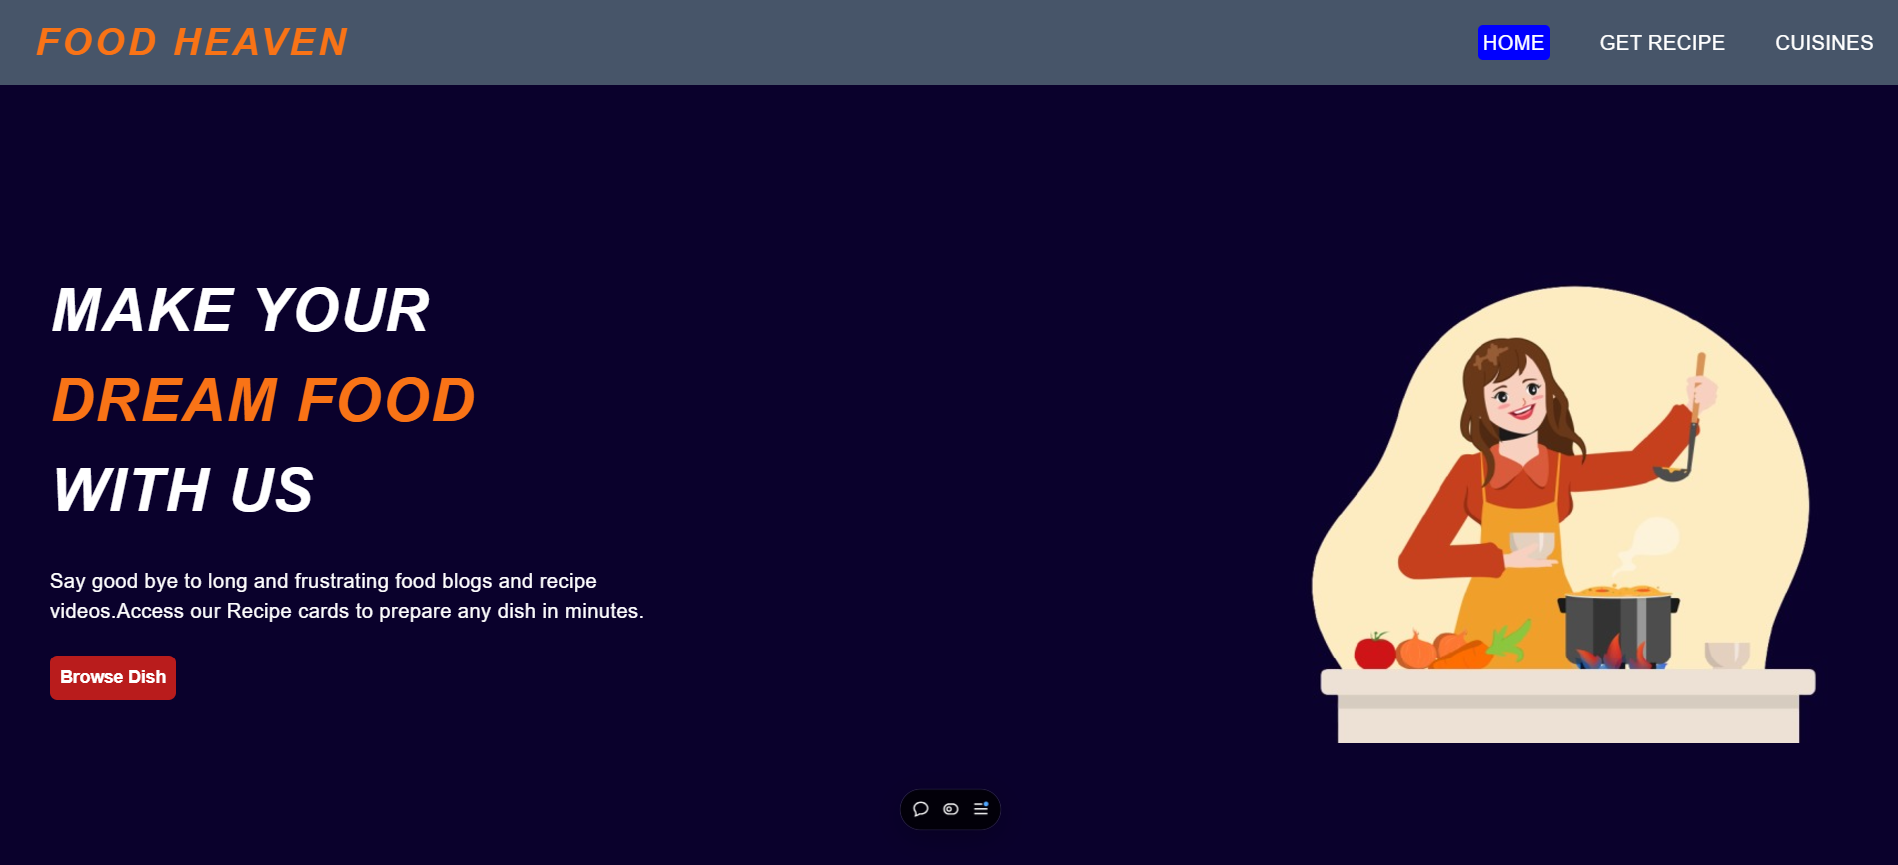 FOOD HEAVEN
HOME
GET RECIPE
CUISINES
MAKE YOUR
DREAM FOOD
WITH US
Say good bye to long and frustrating food blogs and recipe
videos.Access our Recipe cards to prepare any dish in minutes.
Browse Dish